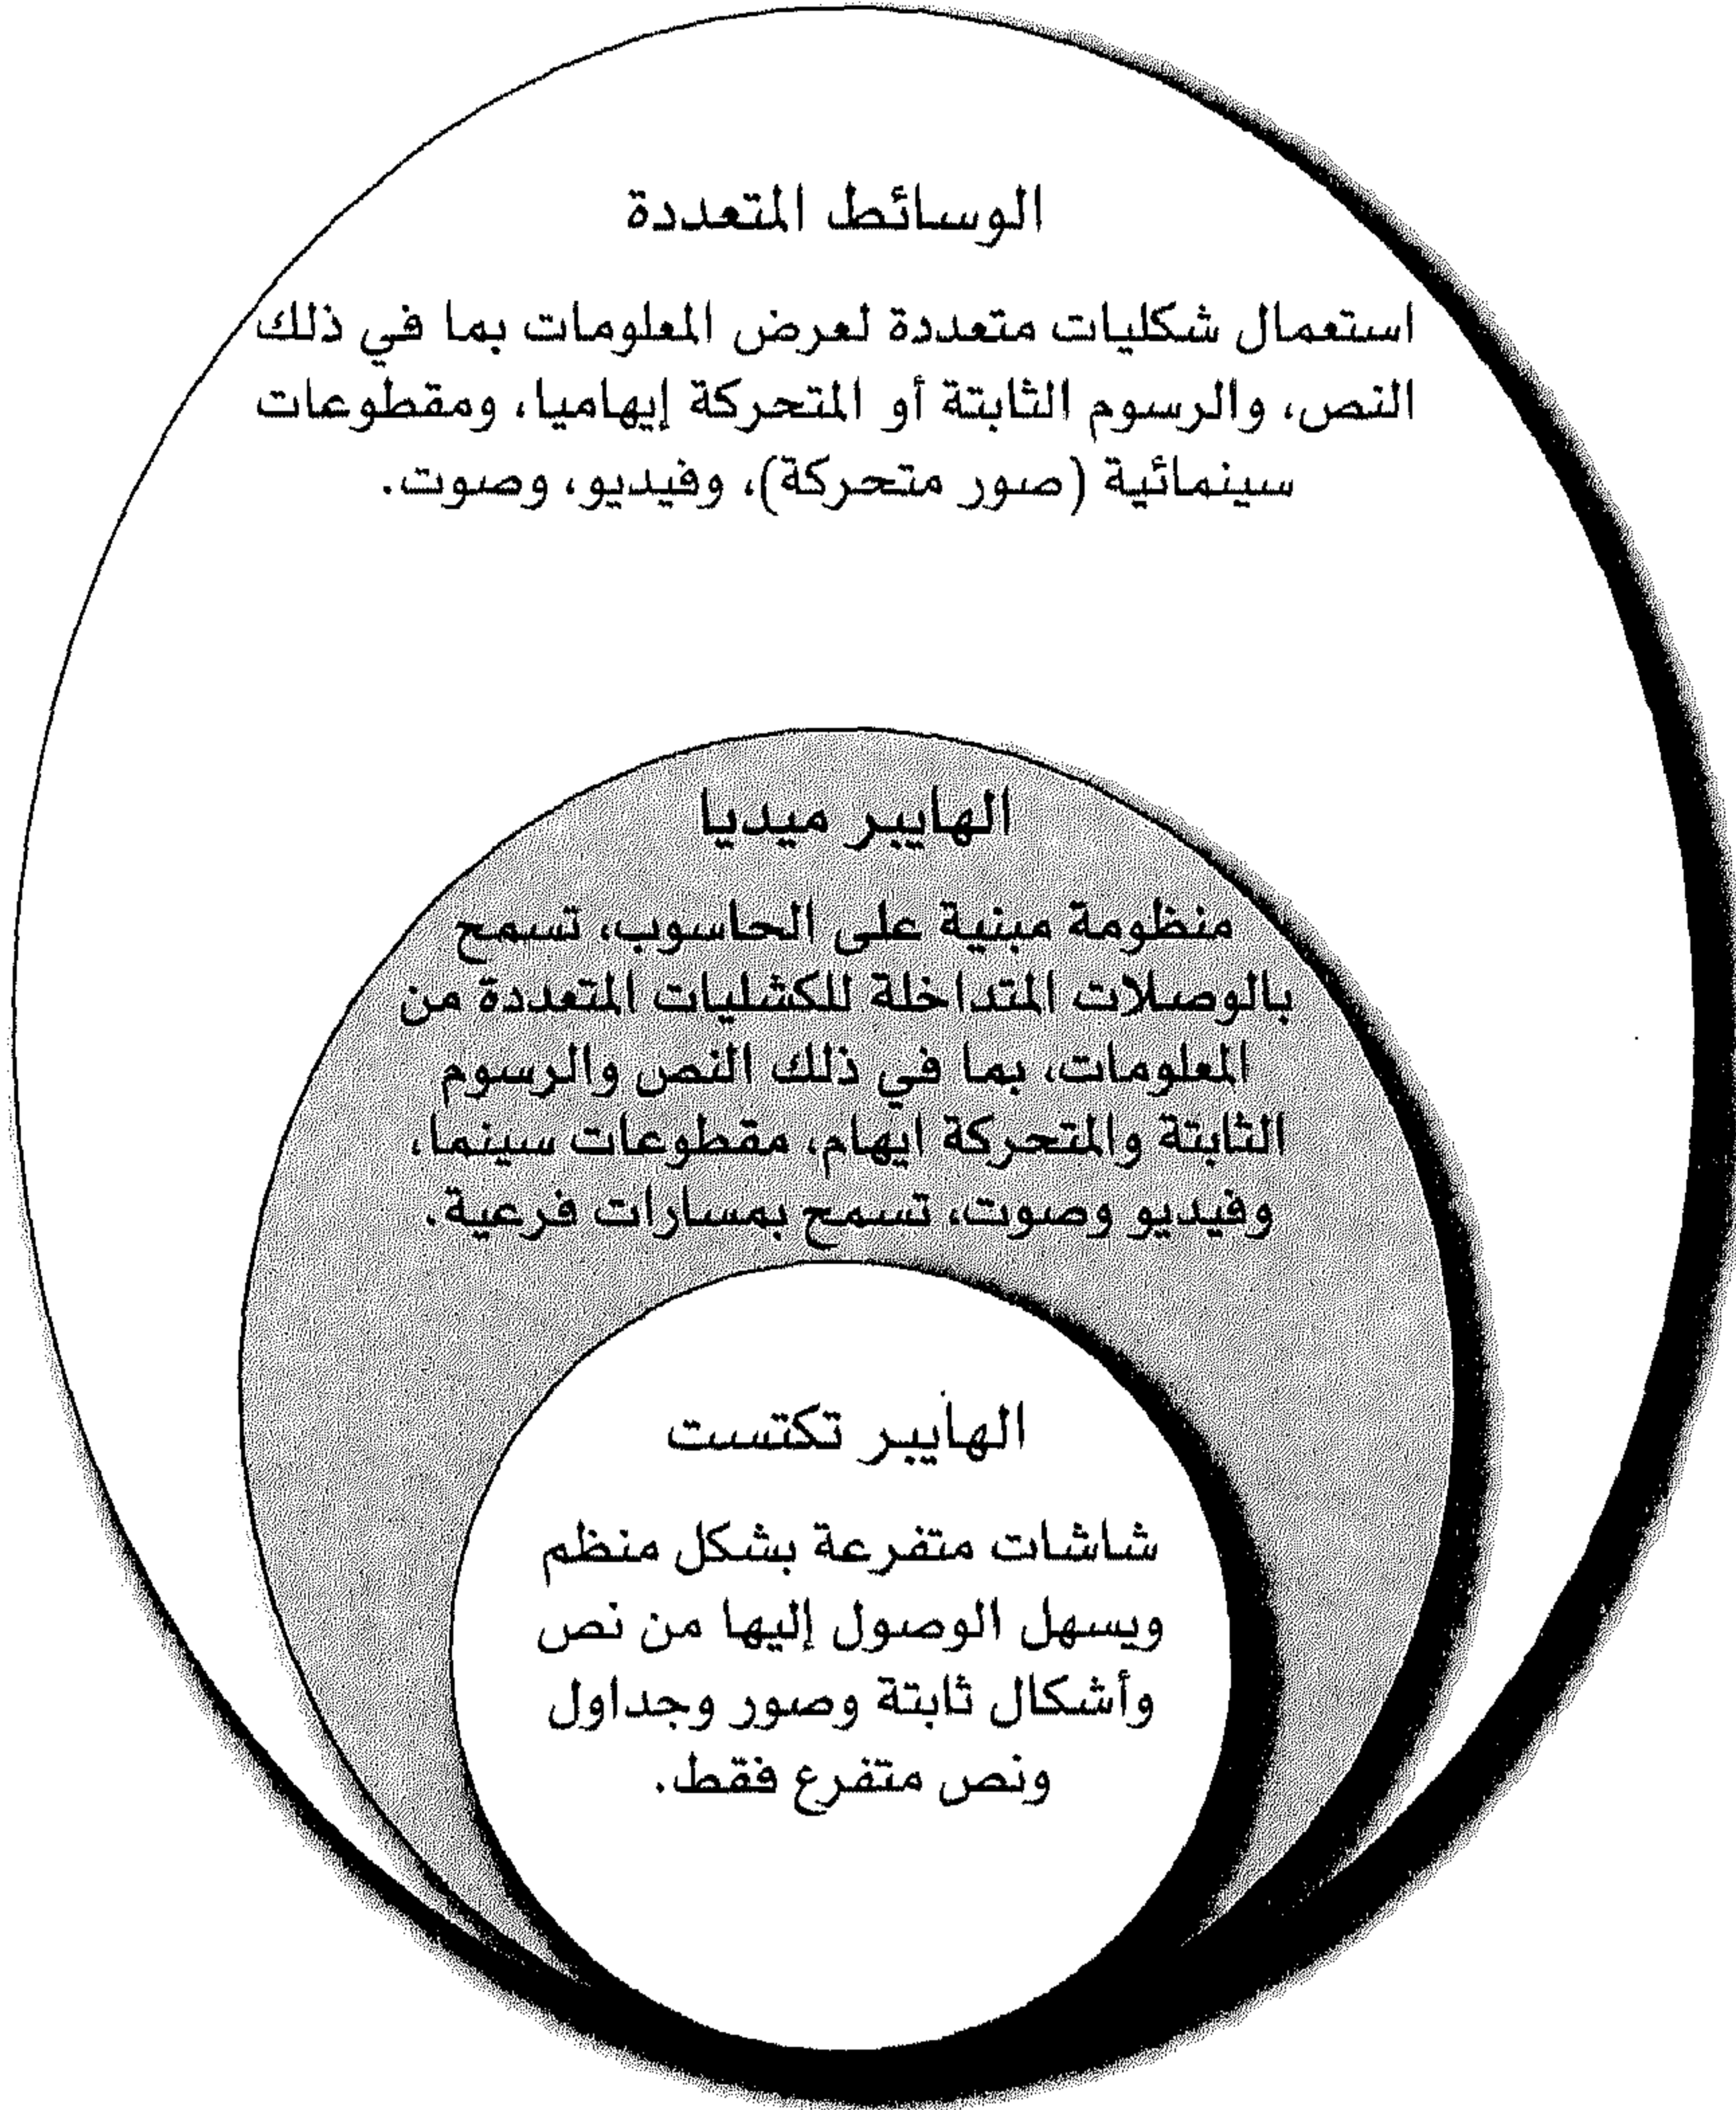 الوسائط المتعددة
استعمال شكليات متعددة لعرض المعلومات بما في ذلك
النص، والرسوم الثابتة أو المتحركة إيهاميا، ومقطوعات
سينمائية (صور متحركة)، وفيديو، وصوت.
الهايبر ميديا
منظومة مبنية على الحاسوب، تسمح
بالوصلات المتداخلة للكشليات المتعددة من
المعلومات، بما في ذلك النص والرسوم
الثابتة والمتحركة ايهام، مقطوعات سينما،
وفيديو وصوت، تسمح بمسارات فرعية.
الهايبر تكتست
شاشات متفرعة بشكل منظم
ويسهل الوصول إليها من نص
وأشكال ثابتة وصور وجداول
ونص متفرع فقط.